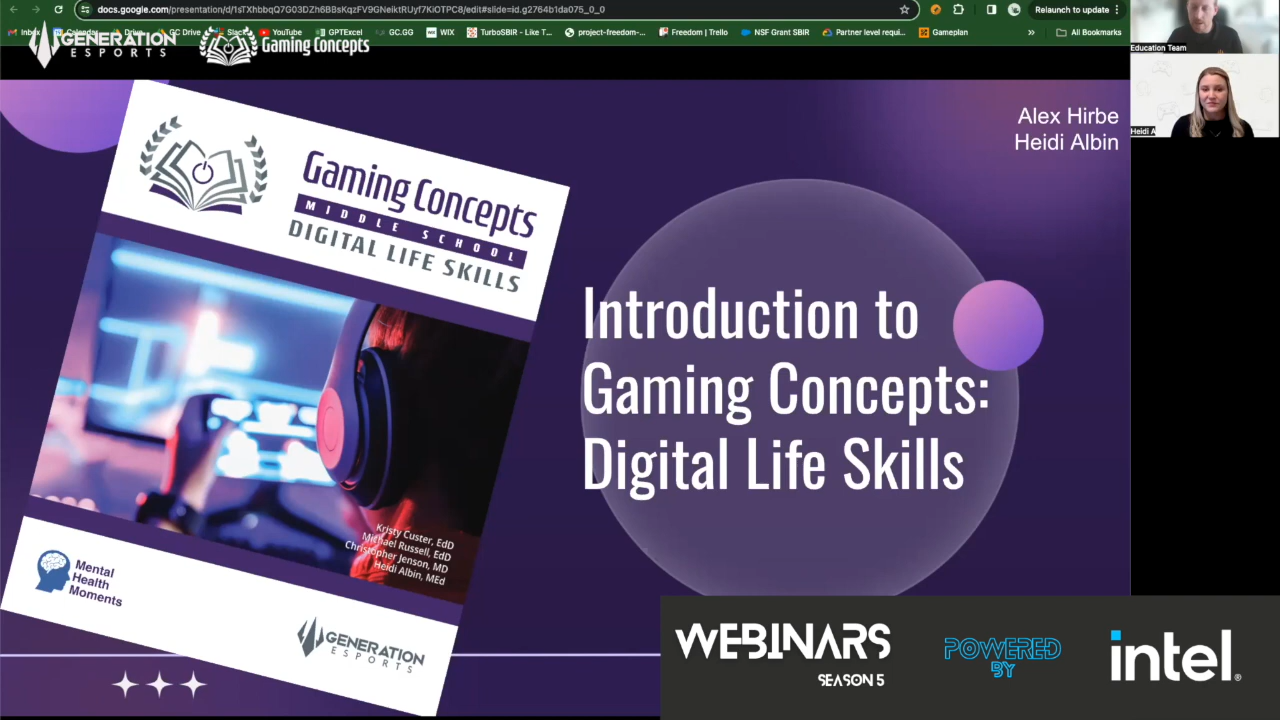 docs.google.com/presentation/d/1sTXhbbqQ7G03DZh6BBsKqzFV9GNeiktRUyf7KiOTPC8/edit#slide=id.g2764b1da075_0_0
Relaunch to update
Inbox
Calendar
Drive
GC Drive
Slack
YouTube
GPTExcel
GC.GG
WIX
TurboSBIR - Like T...
project-freedom-...
Freedom | Trello
NSF Grant SBIR
Partner level requi...
Gameplan
»
All Bookmarks
GENERATION
ESPORTS
Gaming Concepts
Education Team
Heidi A
Alex Hirbe
Heidi Albin
Gaming Concepts
MIDDLE SCHOOL
DIGITAL LIFE SKILLS
Introduction to
Gaming Concepts:
Digital Life Skills
Kristy Custer, EdD
Michael Russell, EdD
Christopher Jenson, MD
Heidi Albin, MEd
Mental
Health
Moments
GENERATION
ESPORTS
WEBINARS
SEASON 5
POWERED
BY
intel®